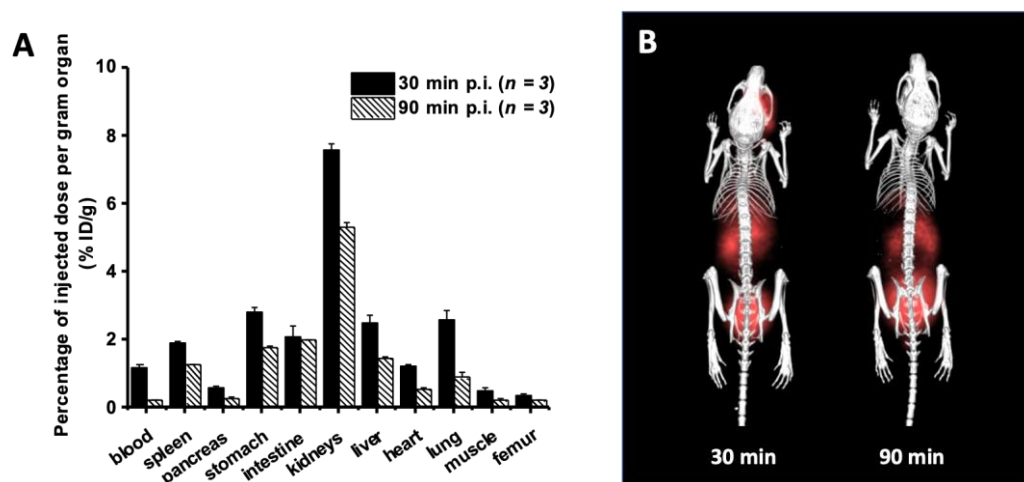 A
Percentage of injected dose per gram organ
(% ID/g)
10
8
6
4
2
0
30 min p.i. (n = 3)
90 min p.i. (n = 3)
blood
spleen
pancreas
stomach
intestine
kidneys
liver
heart
lung
muscle
femur
B
30 min
90 min